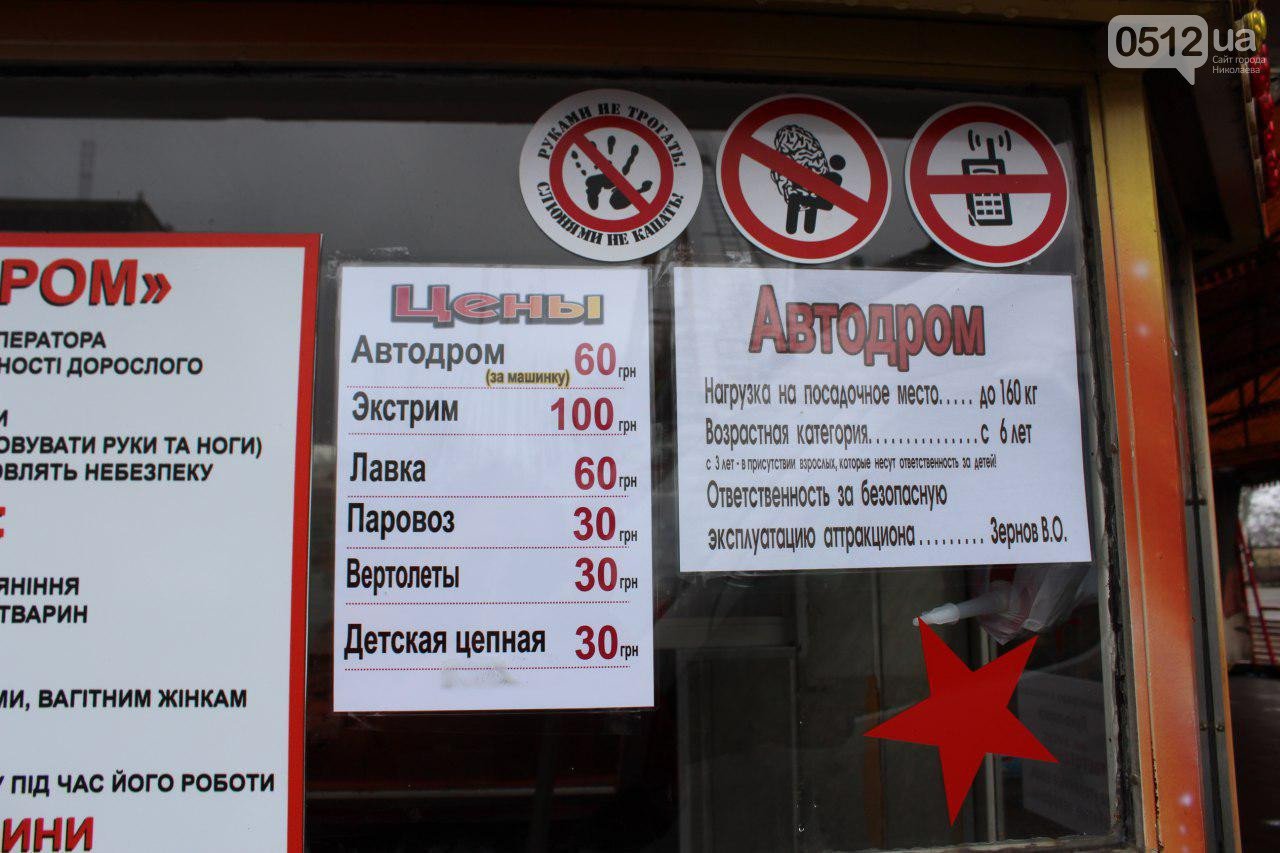 0512 ua
Сайт города
Николаева
РУКАМИ НЕ ТРОГАТЬ!
СЛЮНЯМИ НЕ КАПАТЬ!
РОМ»
ПЕРАТОРА
НОСТІ ДОРОСЛОГО
И
ОВУВАТИ РУКИ ТА НОГИ)
ОВЛЯТЬ НЕБЕЗПЕКУ
ЯНІННЯ
ТВАРИН
МИ, ВАГІТНИМ ЖІНКАМ
У ПІД ЧАС ЙОГО РОБОТИ
ИНИ
Цены
Автодром 60 грн
(за машинку)
Экстрим 100 грн
Лавка 60 грн
Паровоз 30 грн
Вертолеты 30 грн
Детская цепная 30 грн
Автодром
Нагрузка на посадочное место..... до 160 кг
Возрастная категория...............с 6 лет
с 3 лет - в присутствии взрослых, которые несут ответственность за детей!
Ответственность за безопасную
эксплуатацию аттракциона......... Зернов В.О.